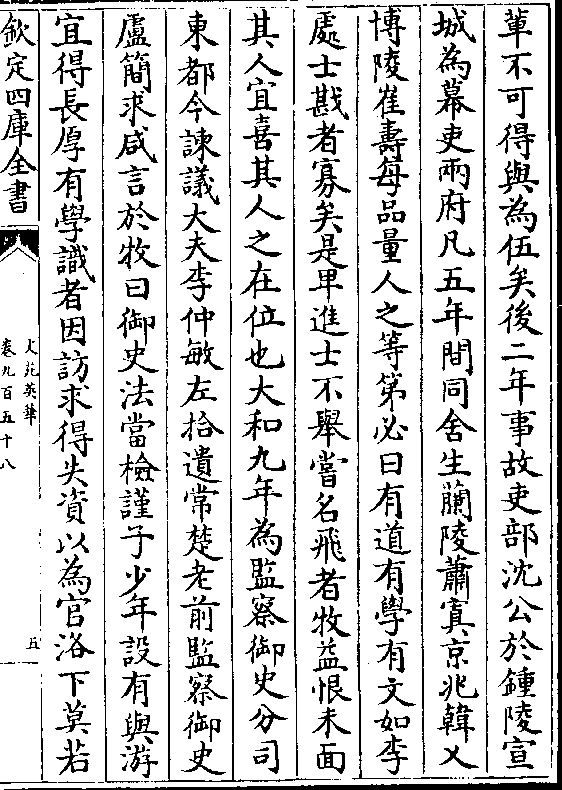 軰不可得與為伍矣後二年事故吏部沈公於鍾陵宣
城為幕吏兩府凡五年間同舍生蘭陵蕭寘京兆韓乂
博陵崔壽每品量人之等第必曰有道有學有文如李
處士戡者寡矣是卑進士不舉嘗名飛者牧益恨未面
其人宜喜其人之在位也大和九年為監察御史分司
東都今諫議大夫李仲敏左拾遺常楚老前監察御史
盧簡求咸言於牧曰御史法當檢謹子少年設有與游
宜得長厚有學識者因訪求得失資以為官洛下莫若
欽定四庫全書
文苑英華
卷九百五十八
五